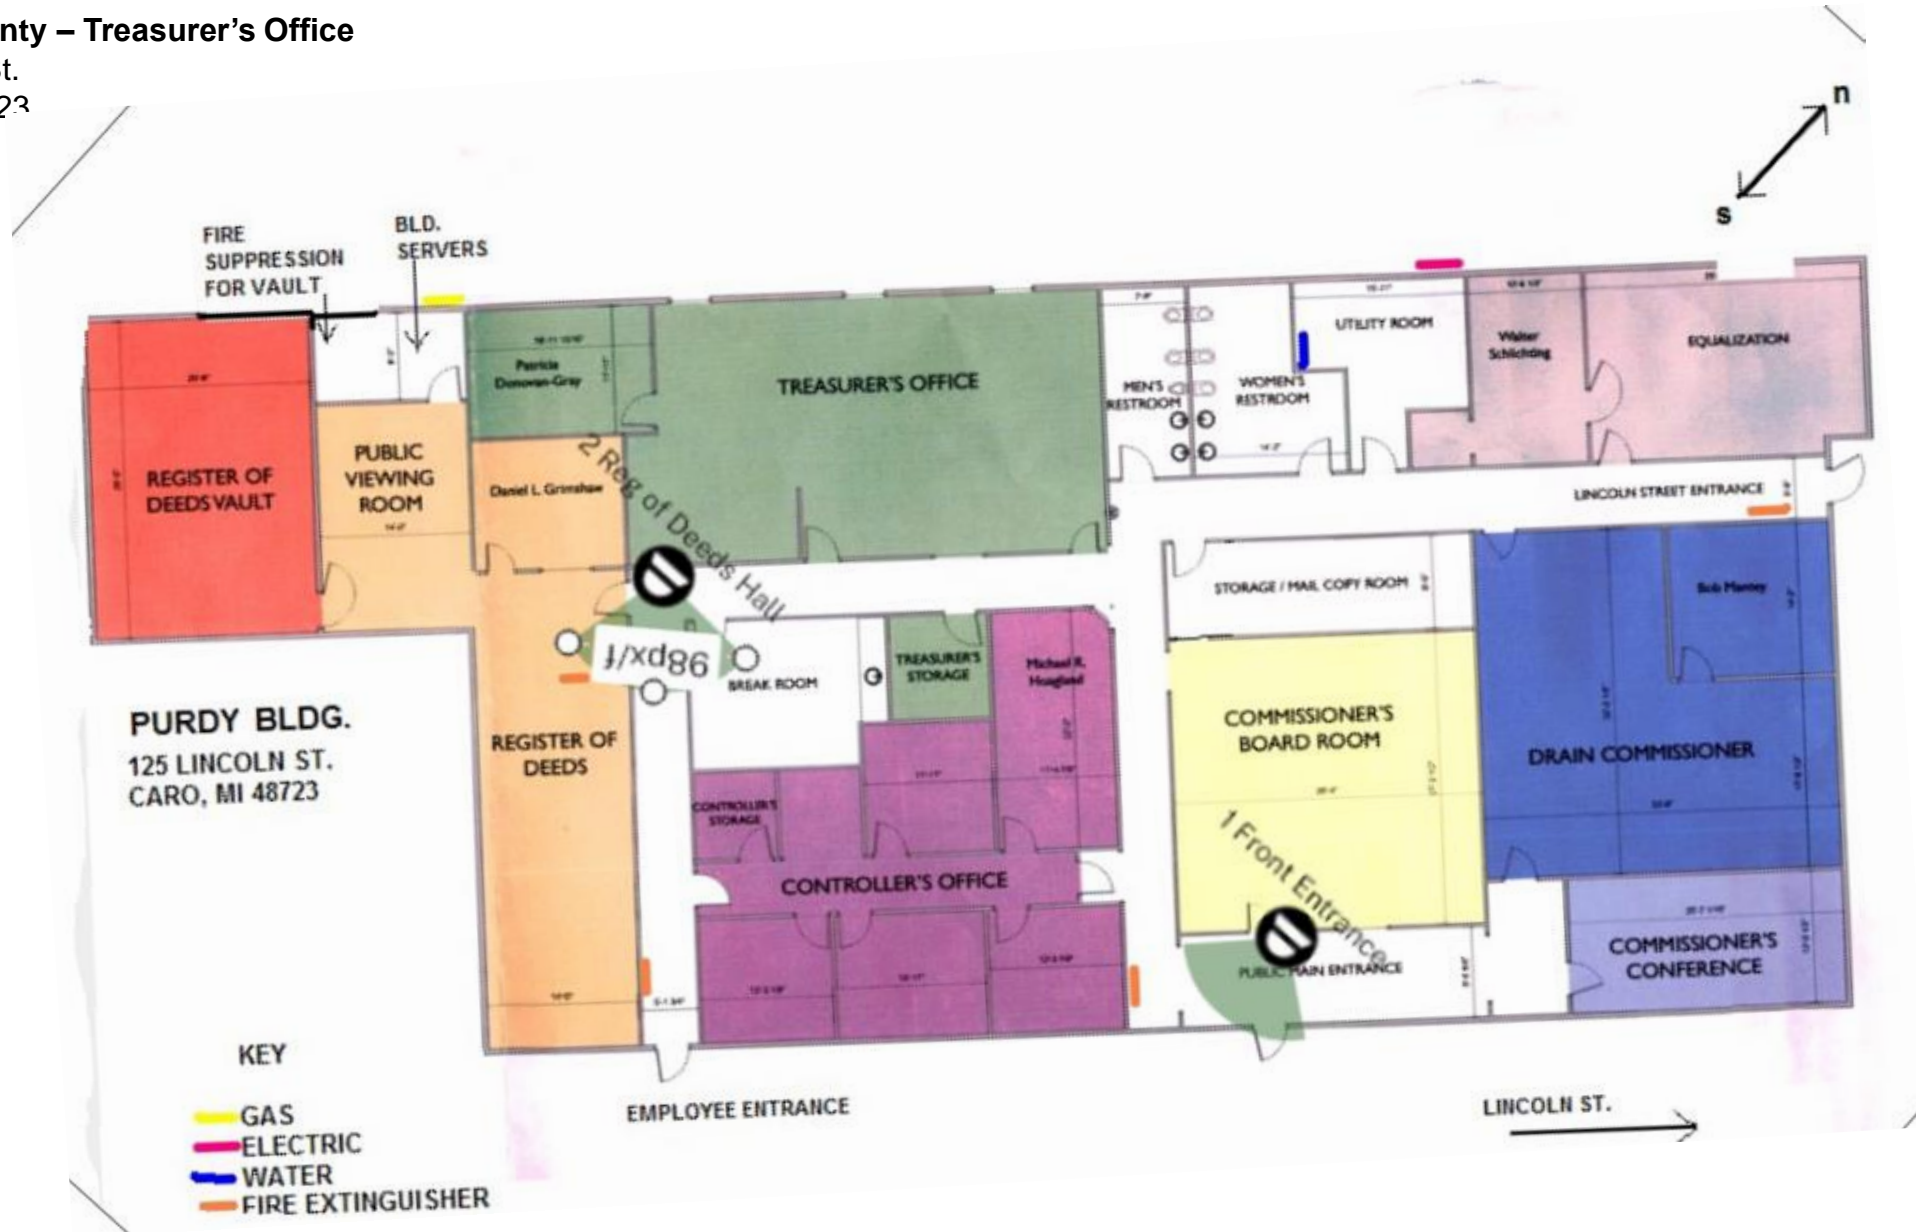 nty – Treasurer's Office
t.
23
n
s
FIRE
SUPPRESSION
FOR VAULT
BLD.
SERVERS
REGISTER OF
DEEDS VAULT
PUBLIC
VIEWING
ROOM
Patricia
Donovan-Gray
Daniel L. Grimshaw
TREASURER'S OFFICE
MEN'S
RESTROOM
WOMEN'S
RESTROOM
UTILITY ROOM
Walter
Schlichting
EQUALIZATION
LINCOLN STREET ENTRANCE
2 Reg of Deeds Hall
98px/f
STORAGE / MAIL COPY ROOM
Bob Mantey
BREAK ROOM
TREASURER'S
STORAGE
Michael R.
Hoagland
COMMISSIONER'S
BOARD ROOM
DRAIN COMMISSIONER
PURDY BLDG.
125 LINCOLN ST.
CARO, MI 48723
REGISTER OF
DEEDS
CONTROLLER'S
STORAGE
CONTROLLER'S OFFICE
1 Front Entrance
PUBLIC MAIN ENTRANCE
COMMISSIONER'S
CONFERENCE
KEY
GAS
ELECTRIC
WATER
FIRE EXTINGUISHER
EMPLOYEE ENTRANCE
LINCOLN ST.